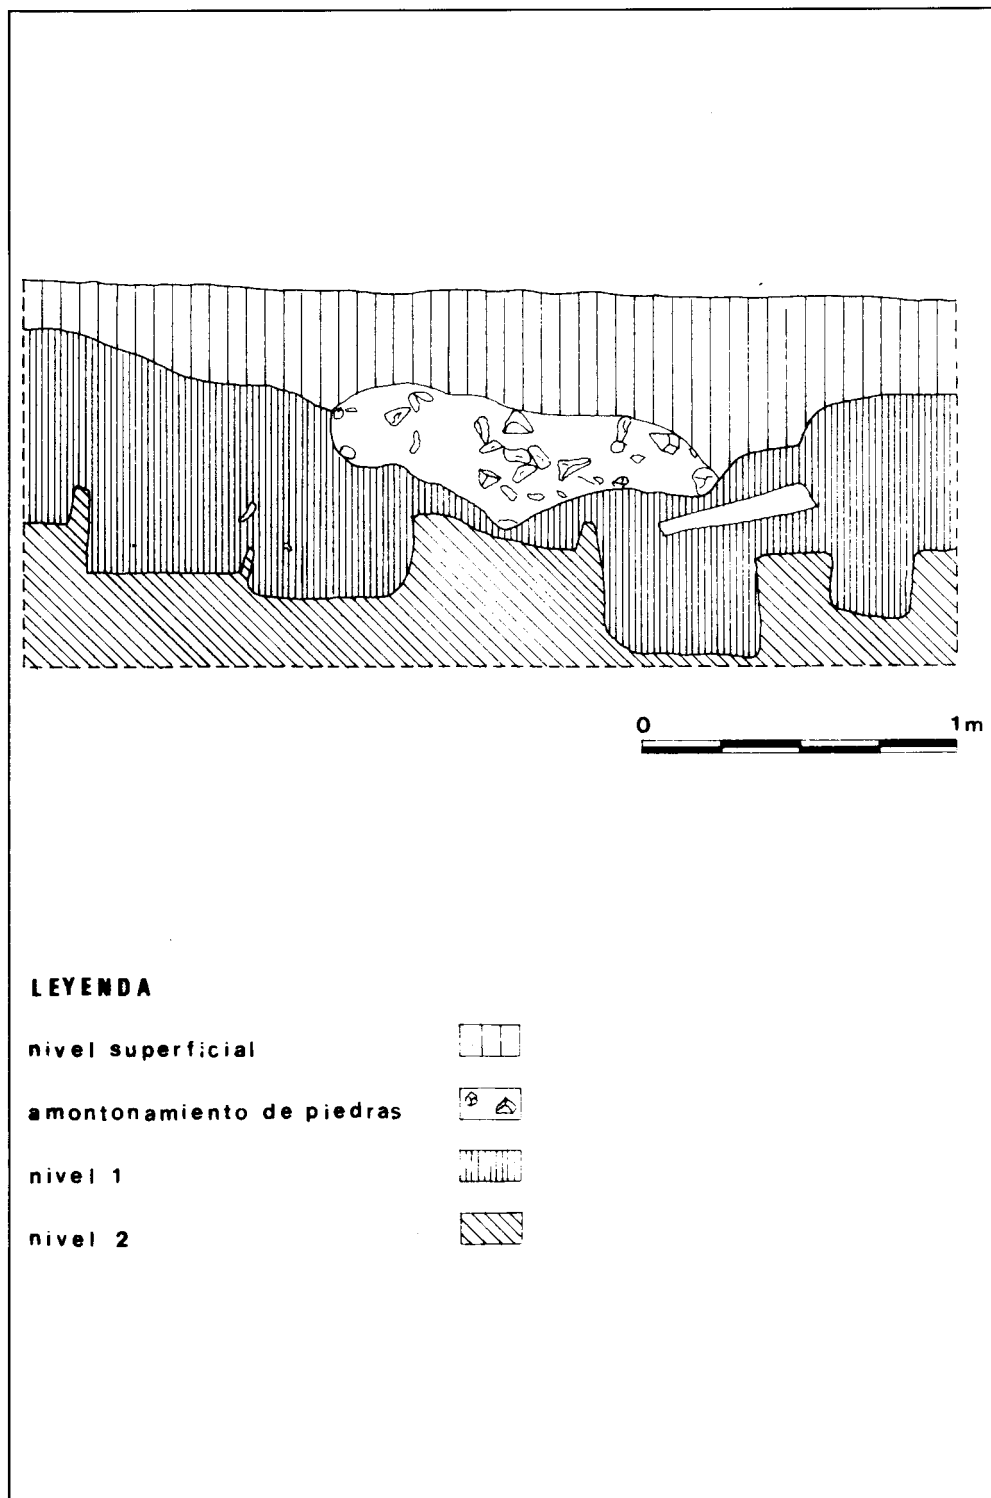 0 1m
LEYENDA
nivel superficial
amontonamiento de piedras
nivel 1
nivel 2